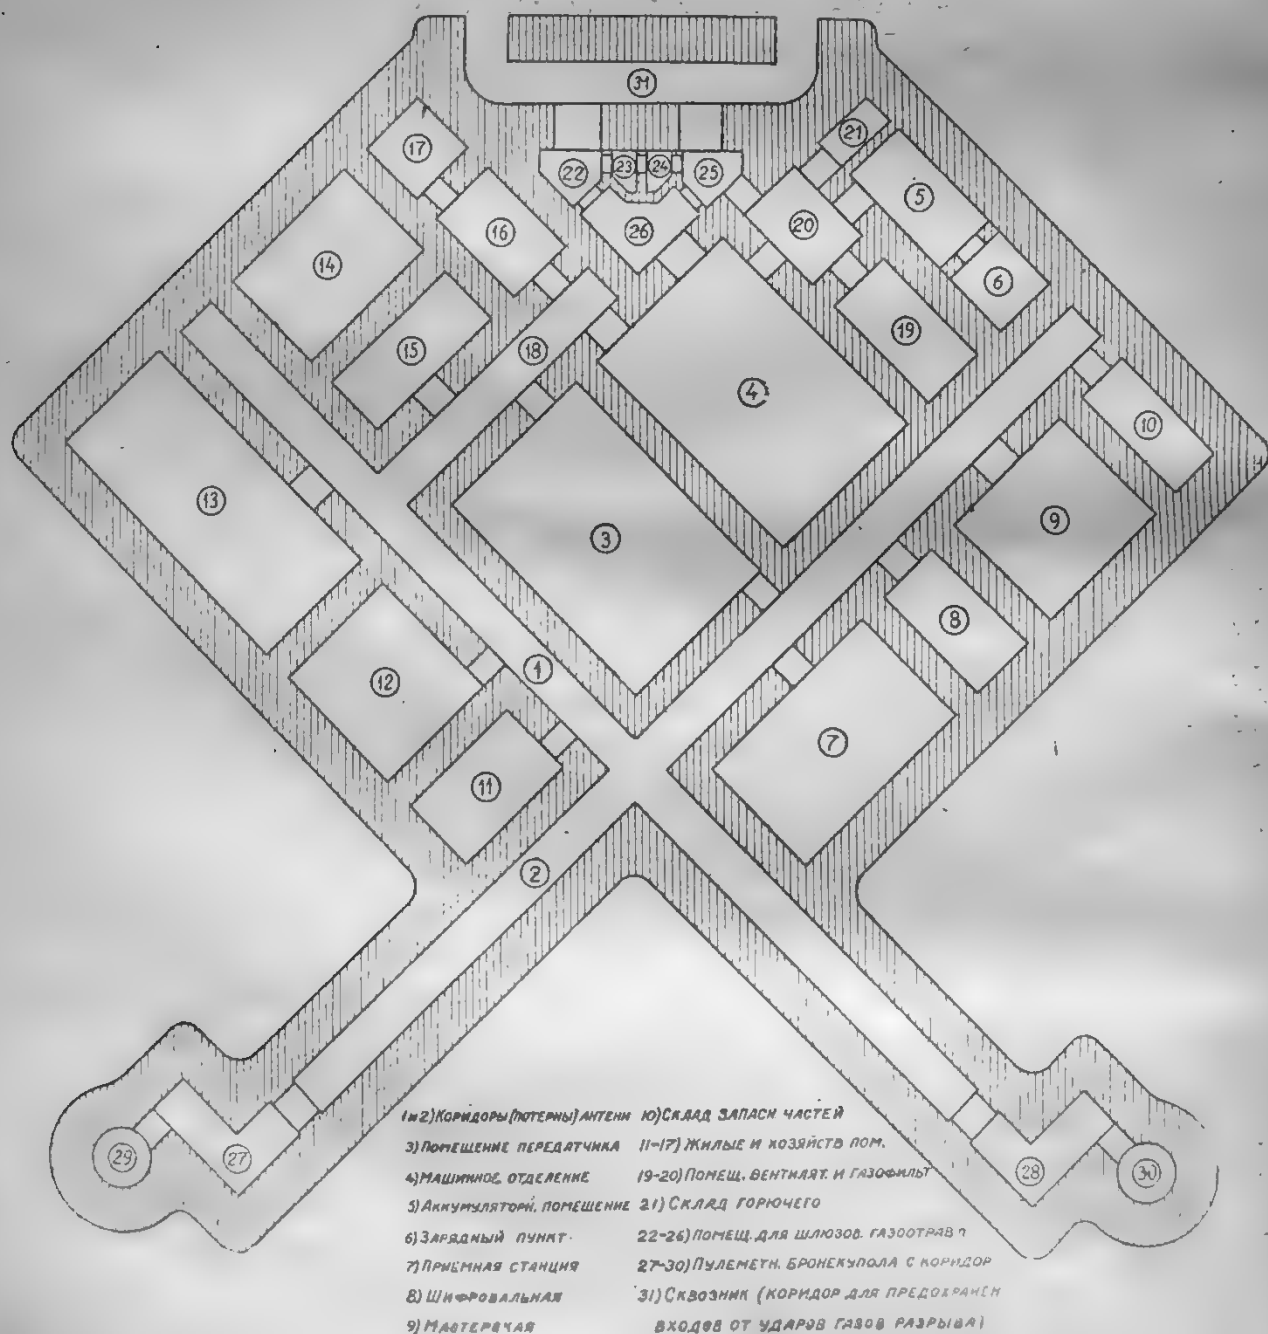 31
17
21
22
23
24
25
5
16
26
20
14
6
15
18
19
4
10
13
3
9
8
1
12
7
11
2
29
27
28
30
1и2) КОРИДОРЫ (ПОТЕРНЫ) АНТЕНН
3) ПОМЕЩЕНИЕ ПЕРЕДАТЧИКА
4) МАШИННОЕ ОТДЕЛЕНИЕ
5) АККУМУЛЯТОРН. ПОМЕЩЕНИЕ
6) ЗАРЯДНЫЙ ПУНКТ
7) ПРИЕМНАЯ СТАНЦИЯ
8) ШИФРОВАЛЬНАЯ
9) МАСТЕРСКАЯ
10) СКЛАД ЗАПАСН ЧАСТЕЙ
11-17) ЖИЛЫЕ И ХОЗЯЙСТВ ПОМ.
19-20) ПОМЕЩ. ВЕНТИЛЯТ. И ГАЗОФИЛЬТ
21) СКЛАД ГОРЮЧЕГО
22-26) ПОМЕЩ. ДЛЯ ШЛЮЗОВ. ГАЗООТРАВ П
27-30) ПУЛЕМЕТН. БРОНЕКУПОЛА С КОРИДОР
31) СКВОЗНИК (КОРИДОР ДЛЯ ПРЕДОХРАНЕН
ВХОДОВ ОТ УДАРОВ ГАЗОВ РАЗРЫВА)